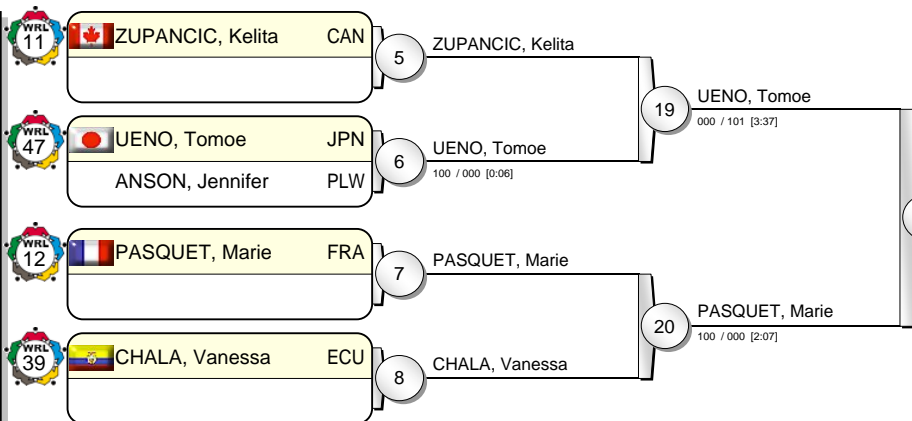 WRL
11
ZUPANCIC, Kelita CAN
5
ZUPANCIC, Kelita
19
UENO, Tomoe
000 / 101 [3:37]
WRL
47
UENO, Tomoe JPN
ANSON, Jennifer PLW
6
UENO, Tomoe
100 / 000 [0:06]
WRL
12
PASQUET, Marie FRA
7
PASQUET, Marie
20
PASQUET, Marie
100 / 000 [2:07]
WRL
39
CHALA, Vanessa ECU
8
CHALA, Vanessa